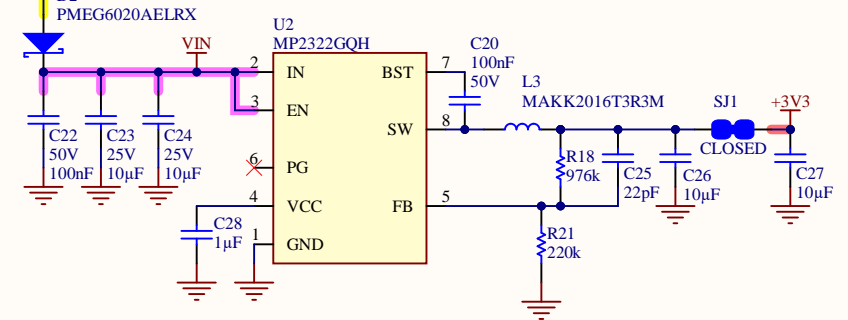 PMEG6020AELRX
VIN
U2
MP2322GQH
2
IN
3
EN
6
PG
4
VCC
1
GND
BST
7
SW
8
FB
5
C20
100nF
50V
L3
MAKK2016T3R3M
SJ1
CLOSED
+3V3
C22
50V
100nF
C23
25V
10µF
C24
25V
10µF
C28
1µF
R18
976k
C25
22pF
C26
10µF
C27
10µF
R21
220k